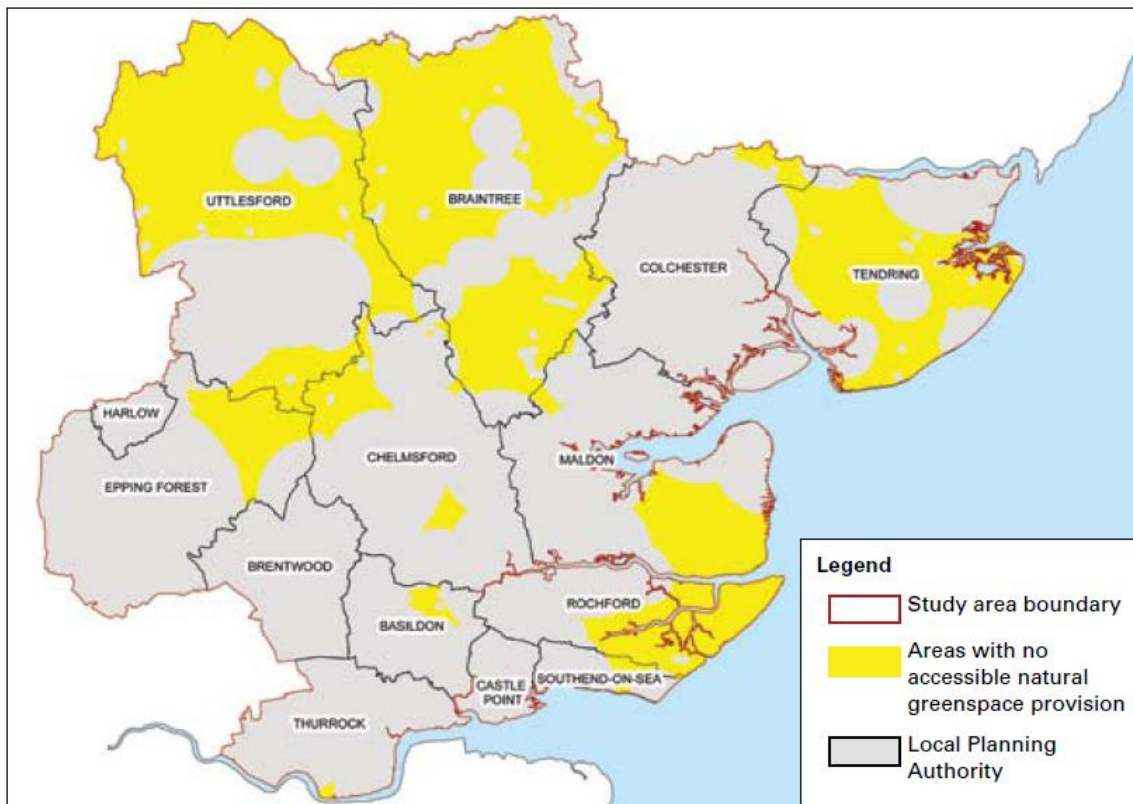 UTTLESFORD
BRAINTREE
COLCHESTER
TENDRING
HARLOW
EPPING FOREST
CHELMSFORD
MALDON
BRENTWOOD
BASILDON
ROCHFORD
CASTLE
POINT
SOUTHEND-ON-SEA
THURROCK
Legend
Study area boundary
Areas with no
accessible natural
greenspace provision
Local Planning
Authority